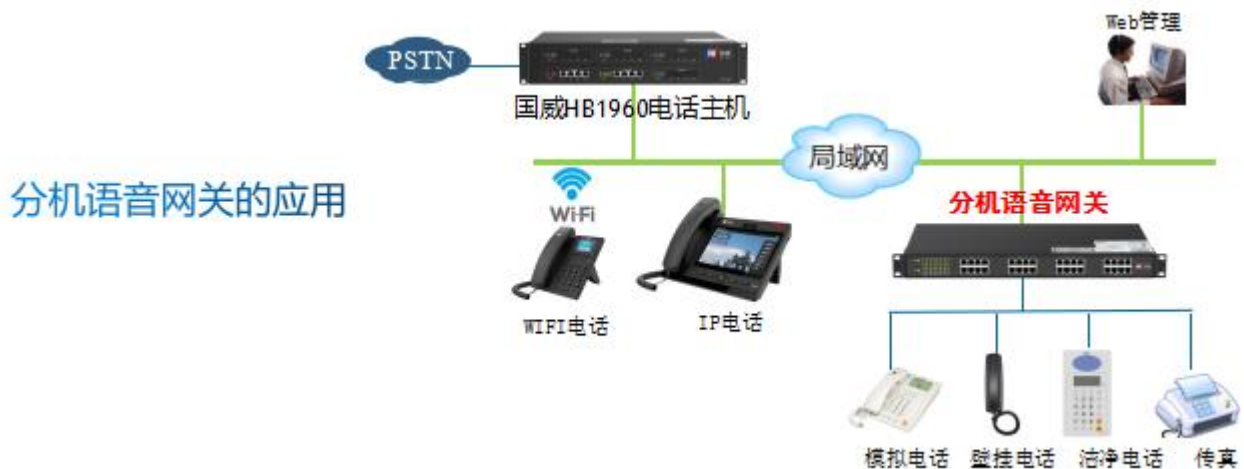 Web管理
PSTN
国威HB1960电话主机
局域网
分机语音网关的应用
WiFi
分机语音网关
WIFI电话
IP电话
模拟电话
壁挂电话
洁净电话
传真